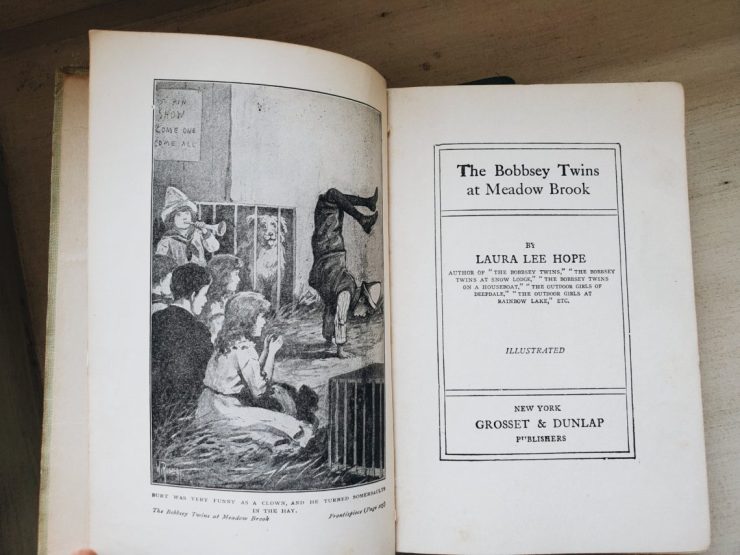 SHOW
COME ONE
COME ALL
BURT WAS VERY FUNNY AS A CLOWN, AND HE TURNED SOMERSAULTS
IN THE HAY.
The Bobbsey Twins at Meadow Brook Frontispiece (Page
The Bobbsey Twins
at Meadow Brook
BY
LAURA LEE HOPE
AUTHOR OF "THE BOBBSEY TWINS," "THE BOBBSEY
TWINS AT SNOW LODGE," "THE BOBBSEY TWINS
ON A HOUSEBOAT," "THE OUTDOOR GIRLS OF
DEEPDALE," "THE OUTDOOR GIRLS AT
RAINBOW LAKE," ETC.
ILLUSTRATED
NEW YORK
GROSSET & DUNLAP
PUBLISHERS